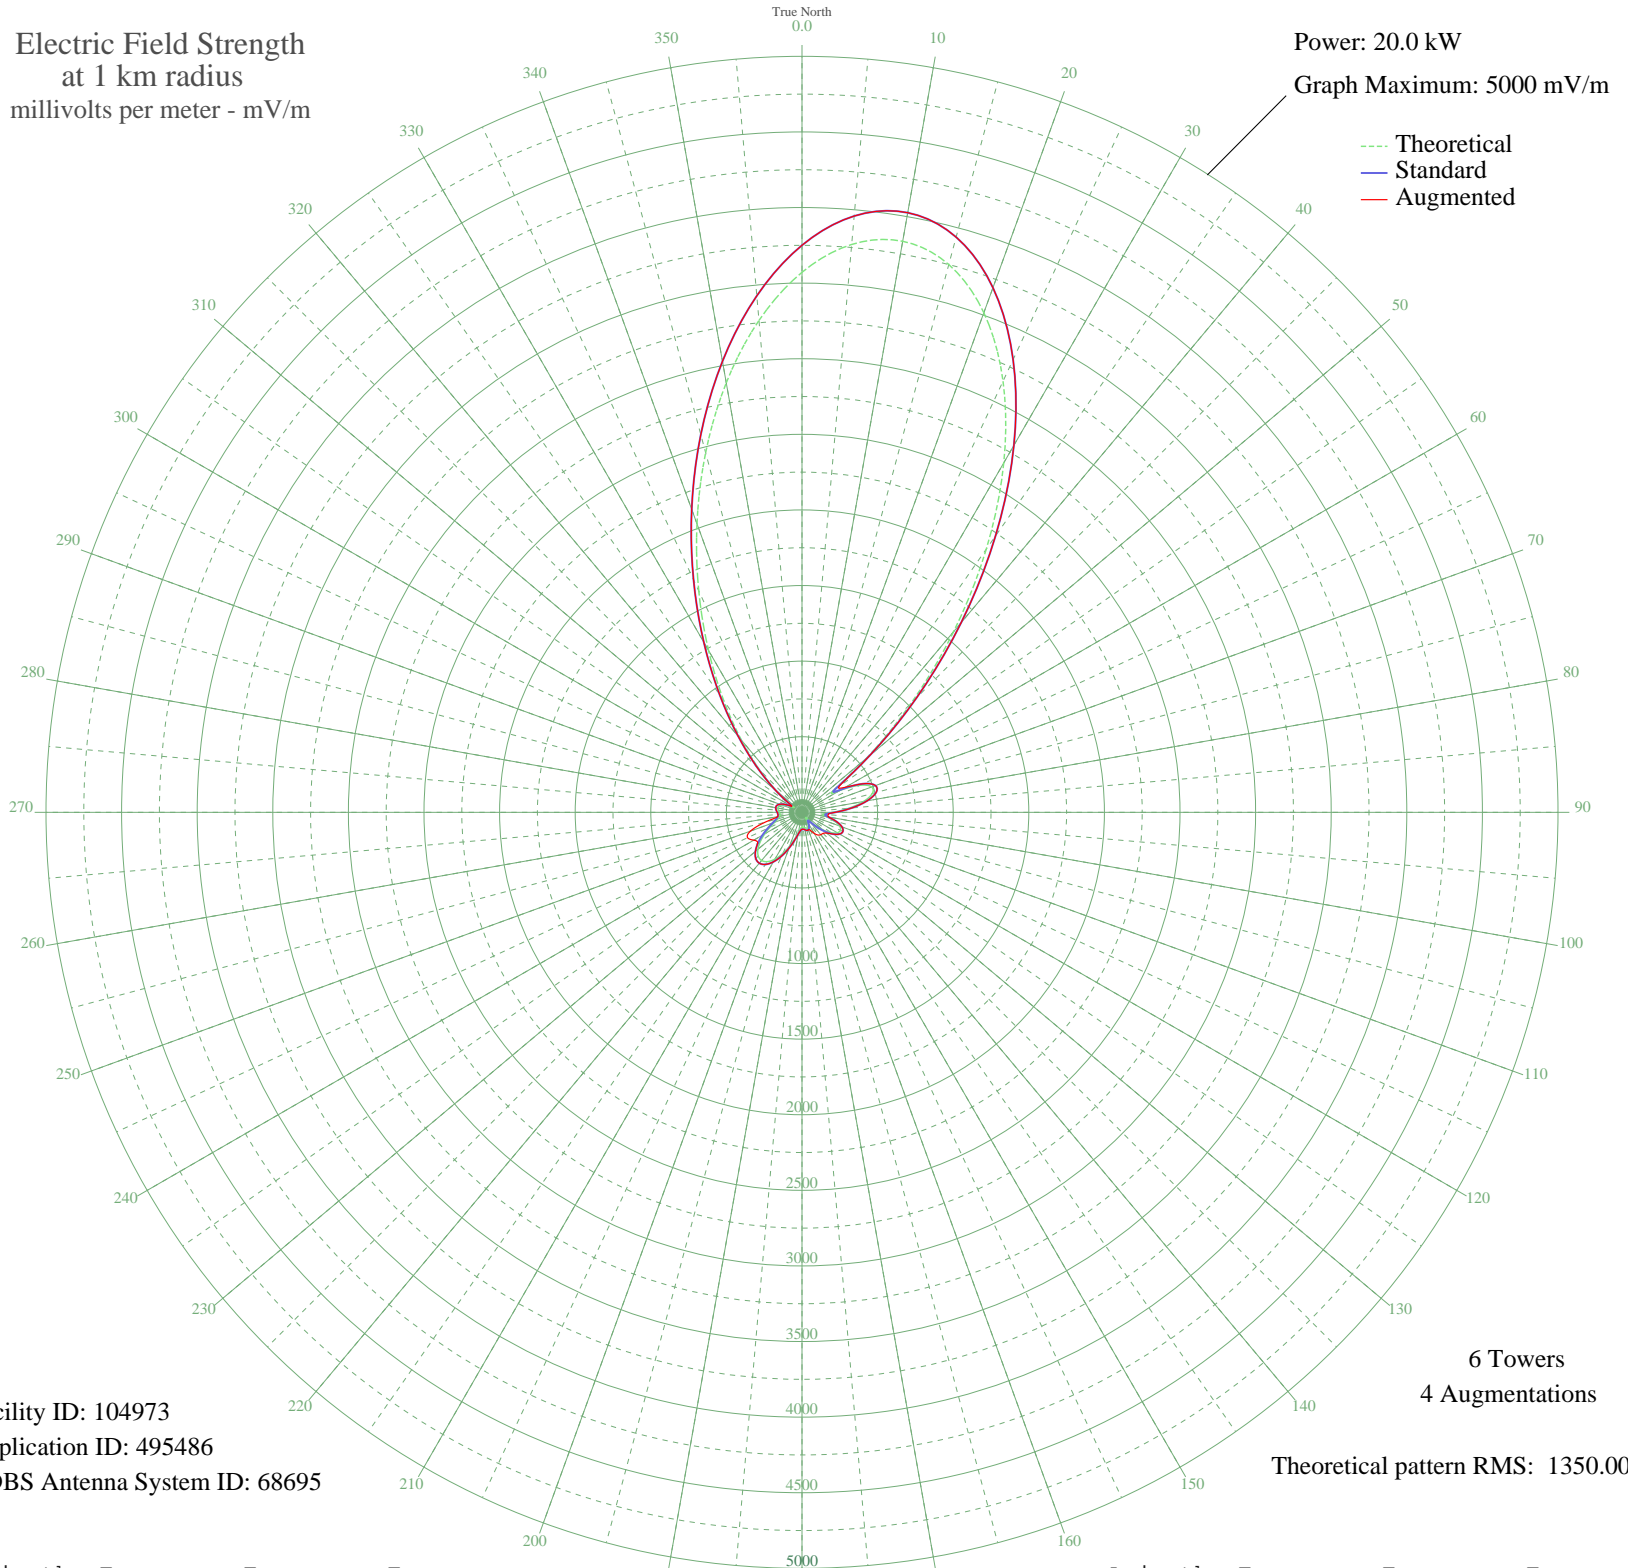 True North
0.0
Electric Field Strength
at 1 km radius
millivolts per meter - mV/m
Power: 20.0 kW
Graph Maximum: 5000 mV/m
Theoretical
Standard
Augmented
10
20
30
40
50
60
70
80
90
100
110
120
130
140
150
160
200
210
220
230
240
250
260
270
280
290
300
310
320
330
340
350
1000
1500
2000
2500
3000
3500
4000
4500
5000
6 Towers
4 Augmentations
Theoretical pattern RMS: 1350.00
cility ID: 104973
plication ID: 495486
DBS Antenna System ID: 68695